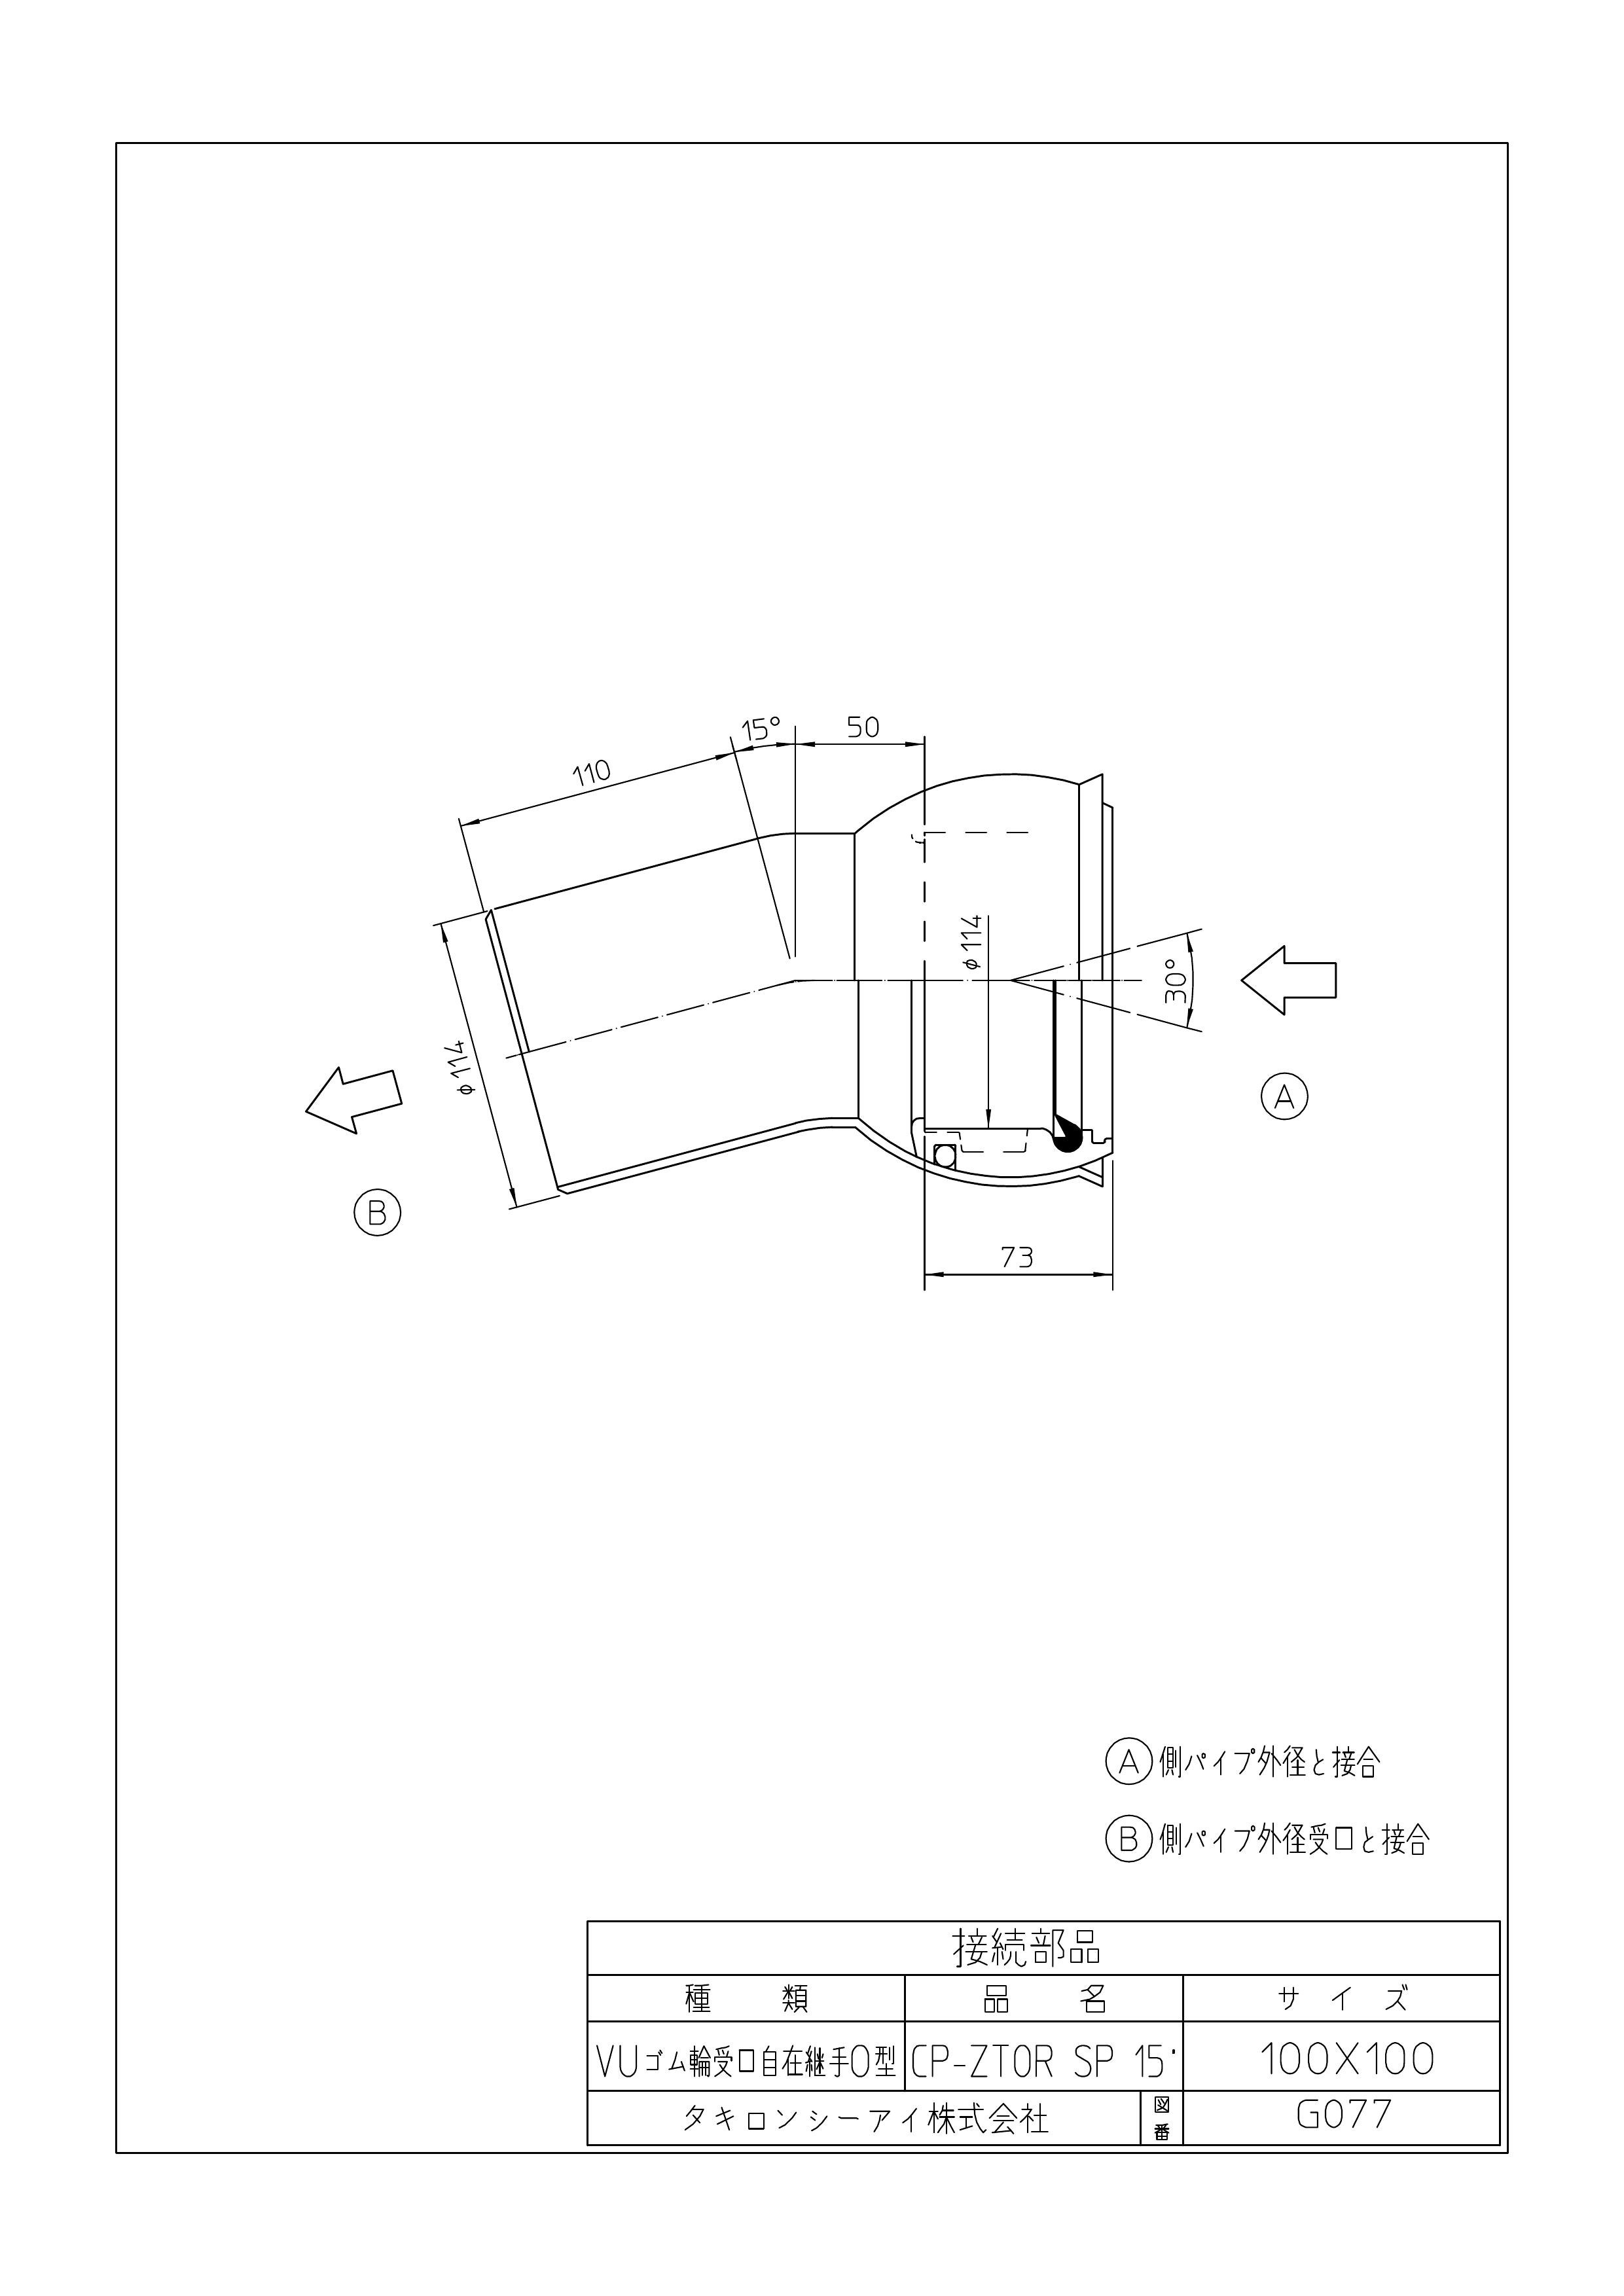 15°
50
110
φ114
φ114
30°
A
B
73
A 側パイプ外径と接合
B 側パイプ外径受口と接合
接続部品
種類 品名 サイズ
VUゴム輪受口自在継手O型 CP-ZTOR SP 15° 100X100
タキロンシーアイ株式会社 図番 G077